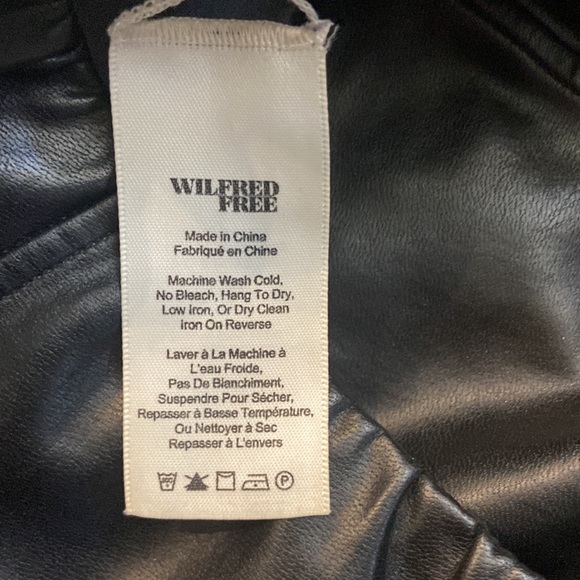 WILFRED
FREE
Made in China
Fabriqué en Chine
Machine Wash Cold,
No Bleach, Hang To Dry,
Low Iron, Or Dry Clean
Iron On Reverse
Laver à La Machine à
L'eau Froide,
Pas De Blanchiment,
Suspendre Pour Sécher,
Repasser à Basse Température,
Ou Nettoyer à Sec
Repasser à L'envers
P